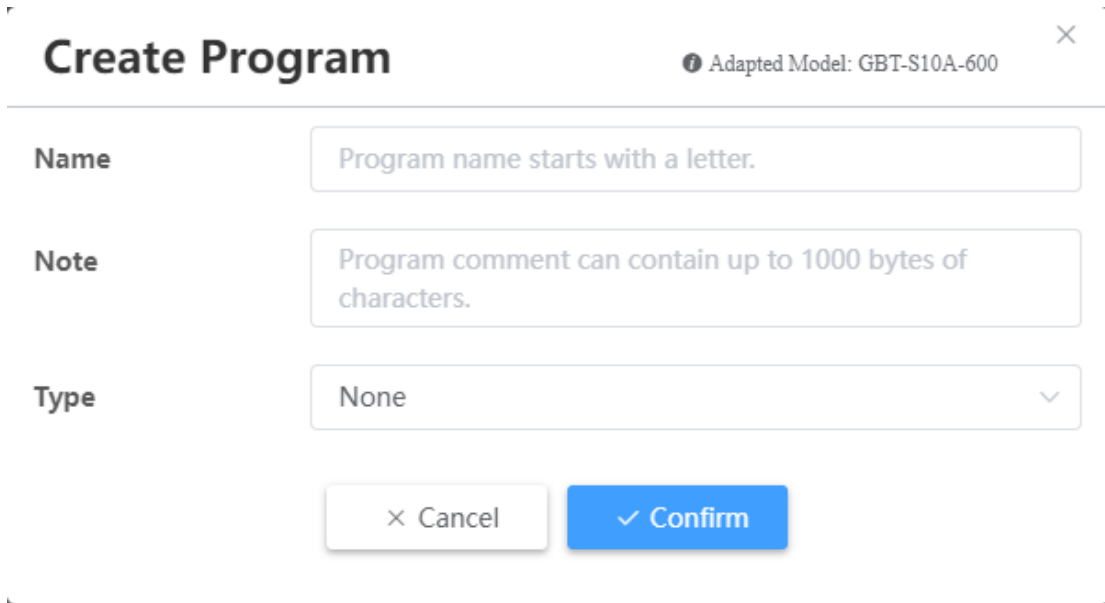 Create Program
Adapted Model: GBT-S10A-600
Name
Program name starts with a letter.
Note
Program comment can contain up to 1000 bytes of
characters.
Type
None
Cancel
Confirm